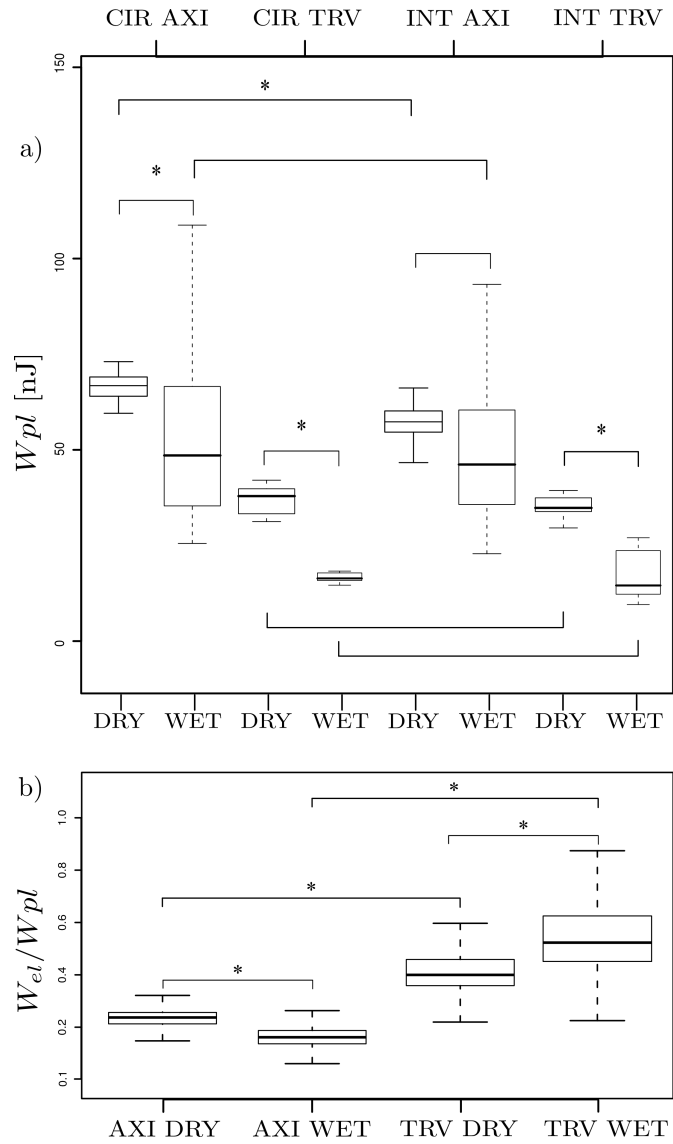 CIR AXI CIR TRV INT AXI INT TRV
a)
Wpl [nJ]
150
100
50
0
*
*
*
*
DRY WET DRY WET DRY WET DRY WET
b)
W_el/Wpl
1.0
0.8
0.6
0.4
0.2
0.1
*
*
*
*
AXI DRY AXI WET TRV DRY TRV WET